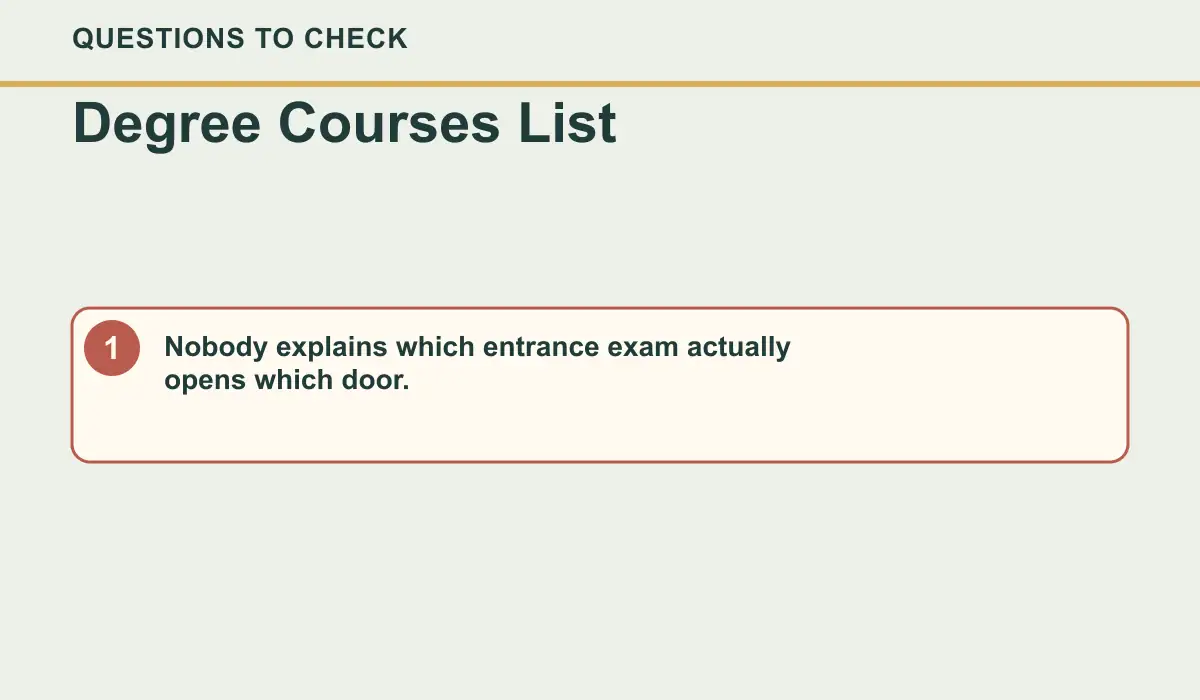 QUESTIONS TO CHECK
Degree Courses List
1
Nobody explains which entrance exam actually
opens which door.